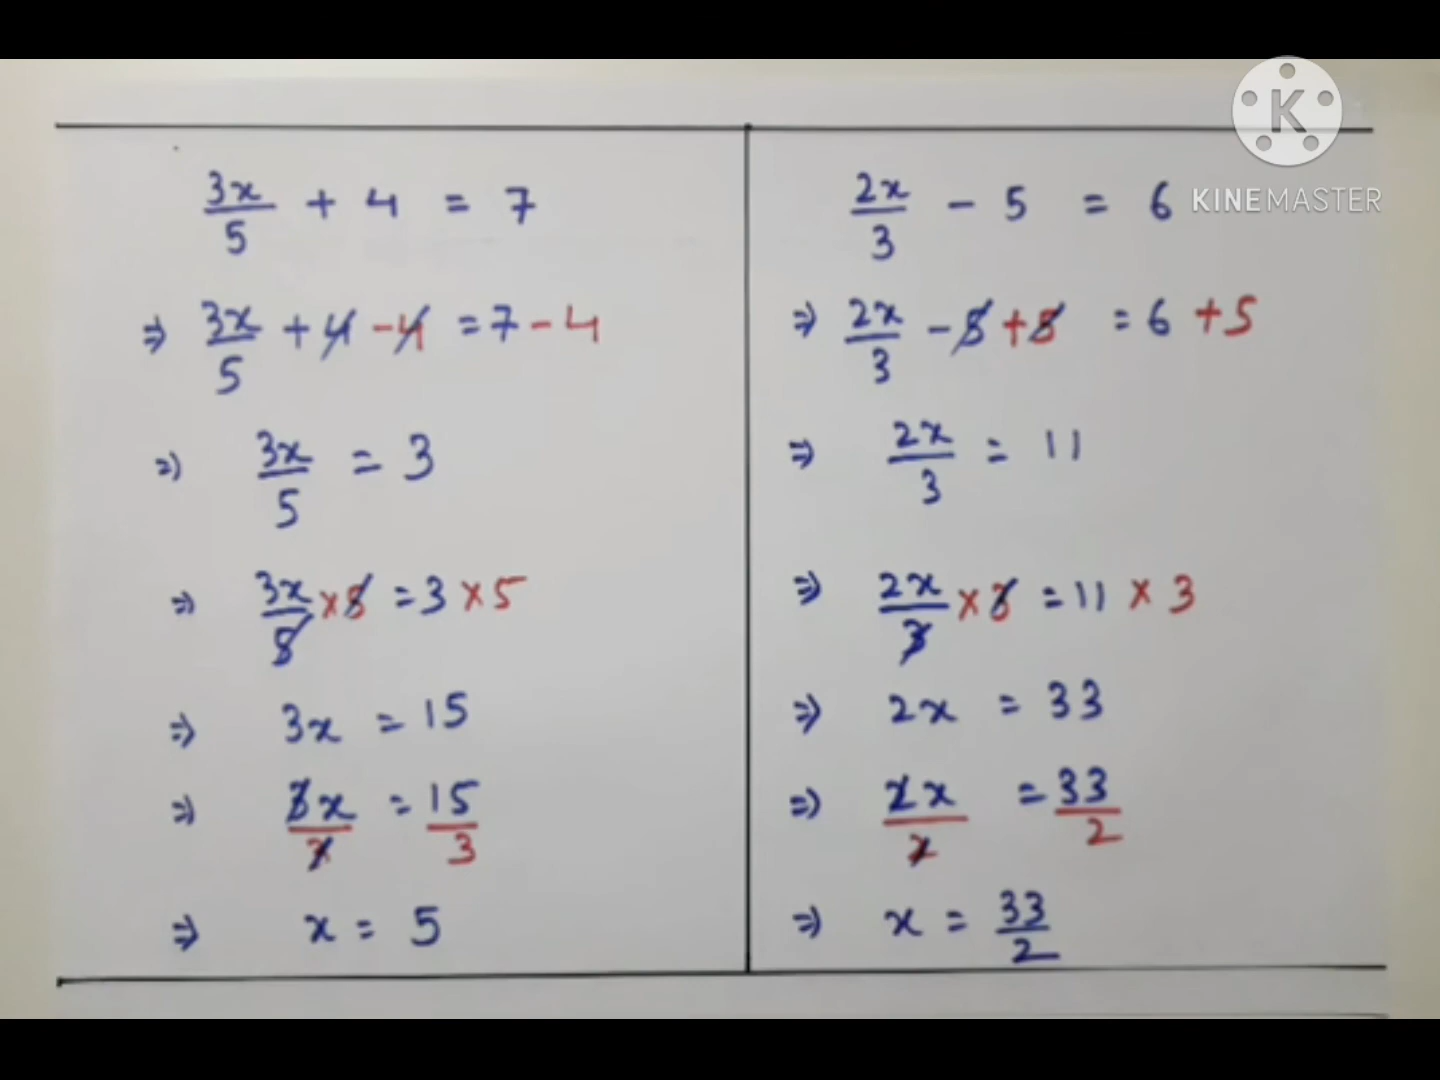 K
KINEMASTER
3x/5 + 4 = 7
⇒ 3x/5 + 4 - 4 = 7 - 4
⇒ 3x/5 = 3
⇒ 3x/5 × 5 = 3 × 5
⇒ 3x = 15
⇒ 3x/3 = 15/3
⇒ x = 5
2x/3 - 5 = 6
⇒ 2x/3 - 5 + 5 = 6 + 5
⇒ 2x/3 = 11
⇒ 2x/3 × 3 = 11 × 3
⇒ 2x = 33
⇒ 2x/2 = 33/2
⇒ x = 33/2